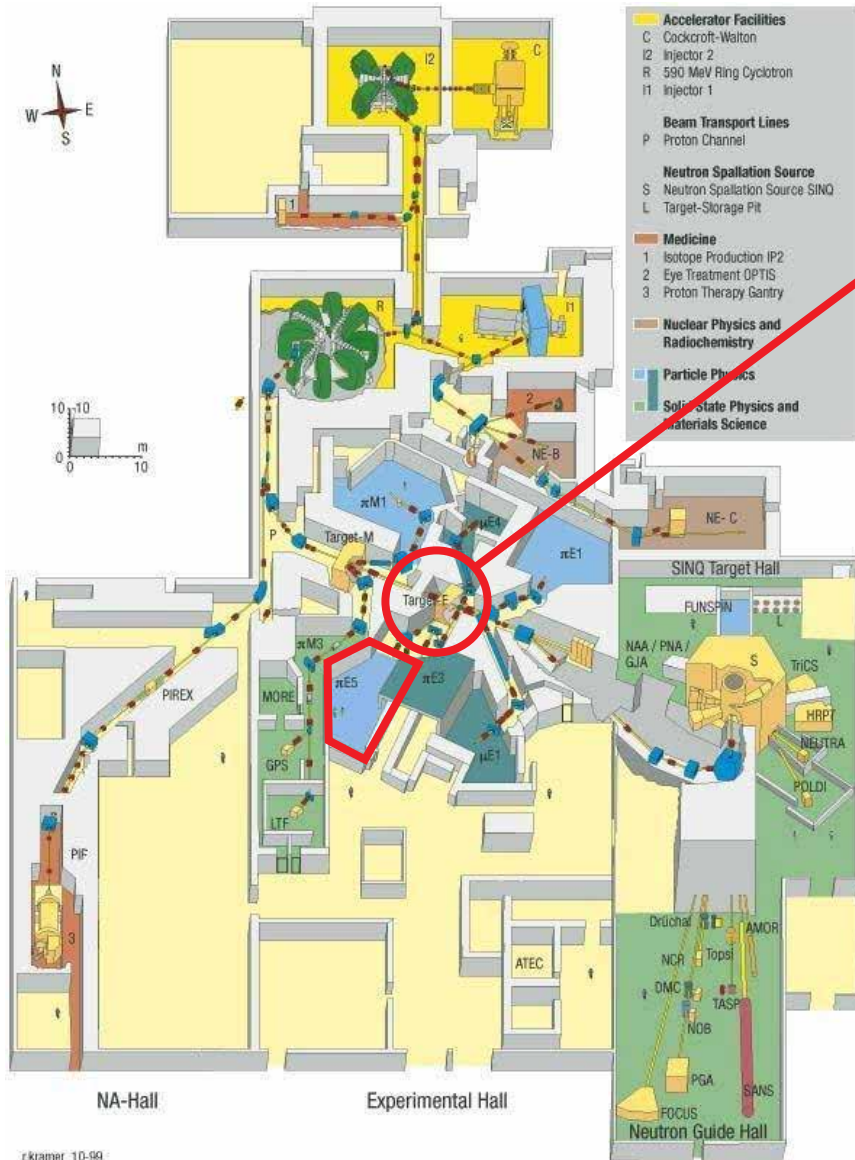 N
W E
S
I2
C
1
R
I1
2
NE-B
10 10
0 0 10
m
πM1
μE4
πE1
NE- C
Target-M
P
Target-E
πM3
πE5
πE3
μE1
MORE
GPS
LTF
PIREX
PIF
3
ATEC
SINQ Target Hall
FUNSPIN
L
NAA / PNA /
GJA
S
TriCS
HRPT
NEUTRA
POLDI
Drüchal
AMOR
NCR
Topsi
DMC
TASP
NOB
PGA
SANS
FOCUS
Neutron Guide Hall
NA-Hall
Experimental Hall
r.kramer 10-99
Accelerator Facilities
C Cockcroft-Walton
I2 Injector 2
R 590 MeV Ring Cyclotron
I1 Injector 1
Beam Transport Lines
P Proton Channel
Neutron Spallation Source
S Neutron Spallation Source SINQ
L Target-Storage Pit
Medicine
1 Isotope Production IP2
2 Eye Treatment OPTIS
3 Proton Therapy Gantry
Nuclear Physics and
Radiochemistry
Particle Physics
Solid State Physics and
Materials Science